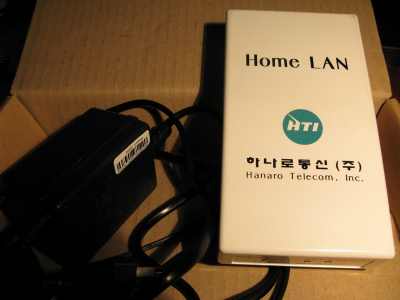 Home LAN
HTI
하나로통신(주)
Hanaro Telecom, Inc.